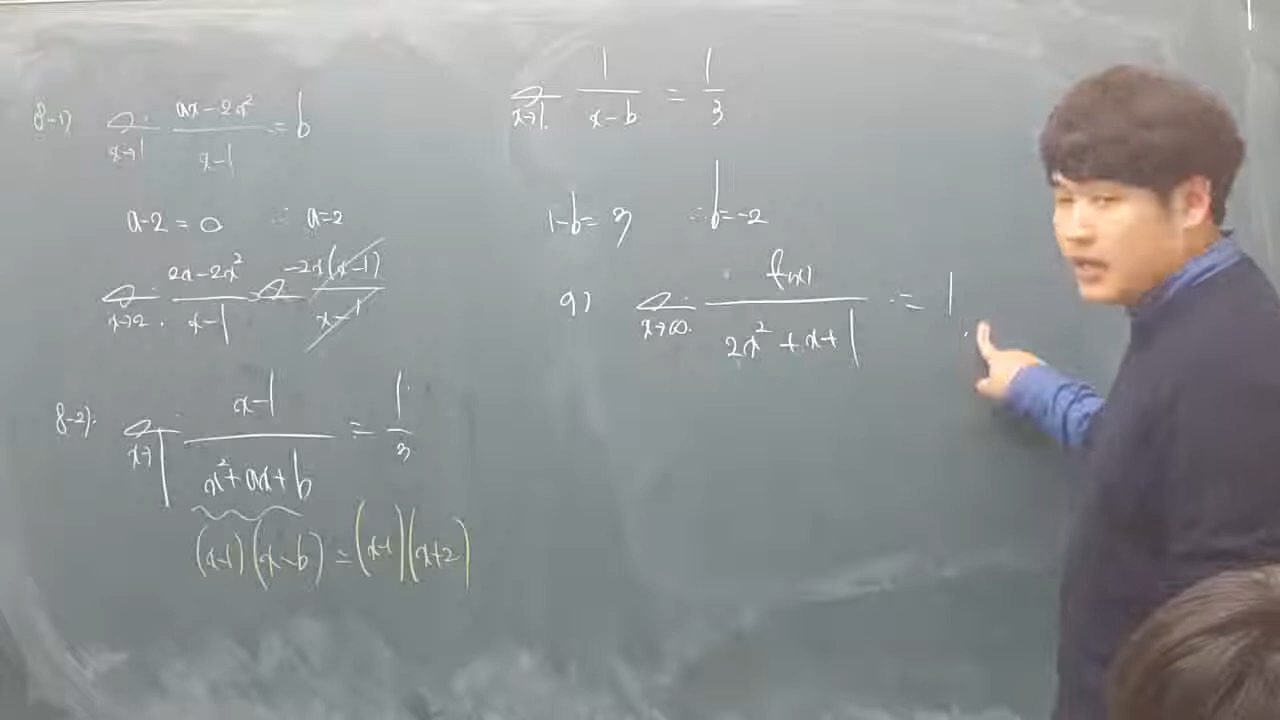 8-1) lim x→1 (ax-2x²)/(x-1) = b
a-2=0 ∴ a=2
lim x→2 (2x-2x²)/(x-1) = lim -2x(x-1)/(x-1)
8-2) lim x→1 (x-1)/(x²+ax+b) = 1/3
(x-1)(x-b) = (x-1)(x+2)
lim x→1 1/(x-b) = 1/3
1-b=3 ∴ b=-2
9) lim x→∞ f(x)/(2x²+x+1) = 1